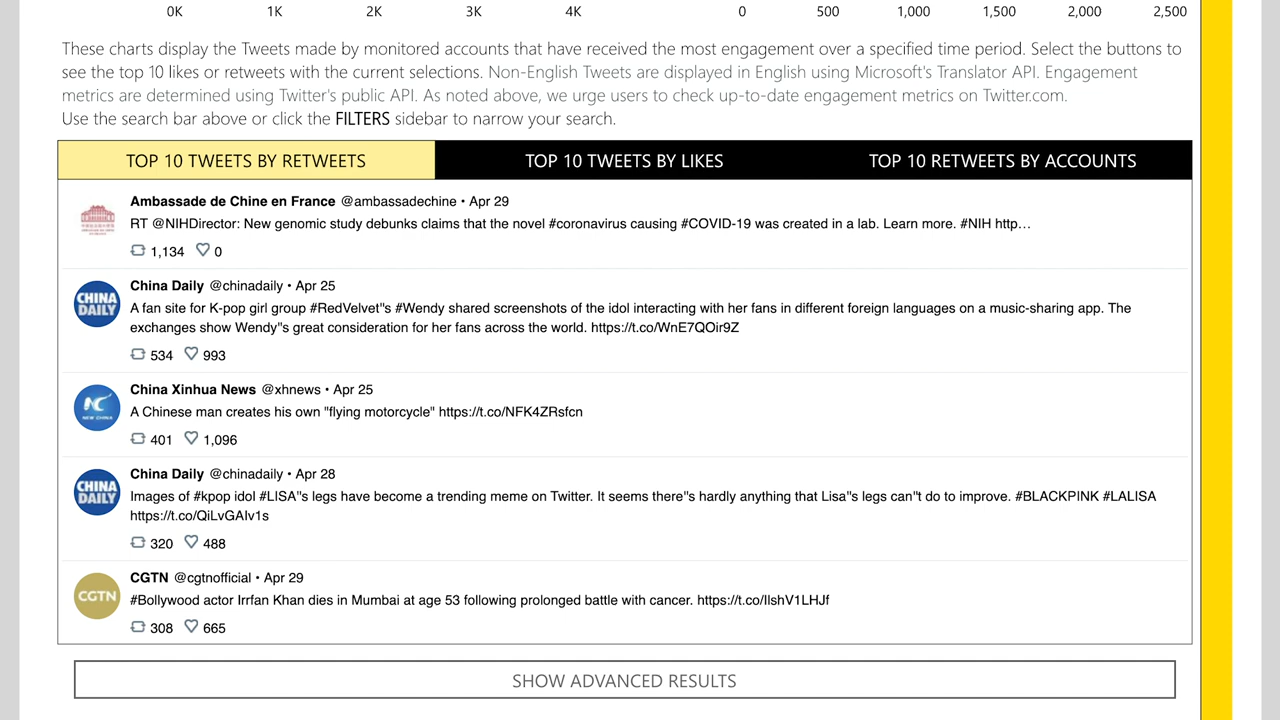 0K 1K 2K 3K 4K 0 500 1,000 1,500 2,000 2,500
These charts display the Tweets made by monitored accounts that have received the most engagement over a specified time period. Select the buttons to
see the top 10 likes or retweets with the current selections. Non-English Tweets are displayed in English using Microsoft's Translator API. Engagement
metrics are determined using Twitter's public API. As noted above, we urge users to check up-to-date engagement metrics on Twitter.com.
Use the search bar above or click the FILTERS sidebar to narrow your search.
TOP 10 TWEETS BY RETWEETS TOP 10 TWEETS BY LIKES TOP 10 RETWEETS BY ACCOUNTS
Ambassade de Chine en France @ambassadechine • Apr 29
RT @NIHDirector: New genomic study debunks claims that the novel #coronavirus causing #COVID-19 was created in a lab. Learn more. #NIH http…
1,134 0
CHINA DAILY
China Daily @chinadaily • Apr 25
A fan site for K-pop girl group #RedVelvet"s #Wendy shared screenshots of the idol interacting with her fans in different foreign languages on a music-sharing app. The
exchanges show Wendy"s great consideration for her fans across the world. https://t.co/WnE7QOir9Z
534 993
NEW CHINA
China Xinhua News @xhnews • Apr 25
A Chinese man creates his own "flying motorcycle" https://t.co/NFK4ZRsfcn
401 1,096
CHINA DAILY
China Daily @chinadaily • Apr 28
Images of #kpop idol #LISA"s legs have become a trending meme on Twitter. It seems there"s hardly anything that Lisa"s legs can"t do to improve. #BLACKPINK #LALISA
https://t.co/QiLvGAIv1s
320 488
CGTN
CGTN @cgtnofficial • Apr 29
#Bollywood actor Irrfan Khan dies in Mumbai at age 53 following prolonged battle with cancer. https://t.co/IlshV1LHJf
308 665
SHOW ADVANCED RESULTS